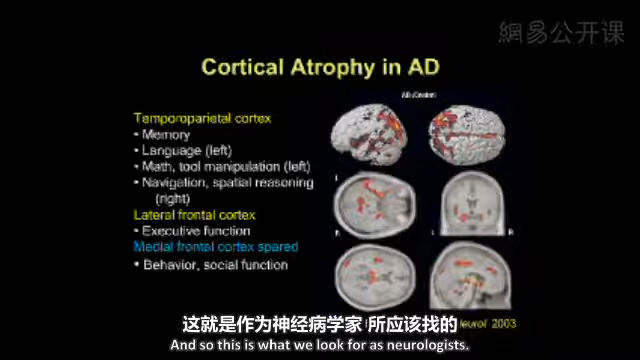 網易公开课
Cortical Atrophy in AD
AD<Control
Temporoparietal cortex
• Memory
• Language (left)
• Math, tool manipulation (left)
• Navigation, spatial reasoning
(right)
Lateral frontal cortex
• Executive function
Medial frontal cortex spared
• Behavior, social function
L
R
L
R
Neurol 2003
这就是作为神经病学家 所应该找的
And so this is what we look for as neurologists.